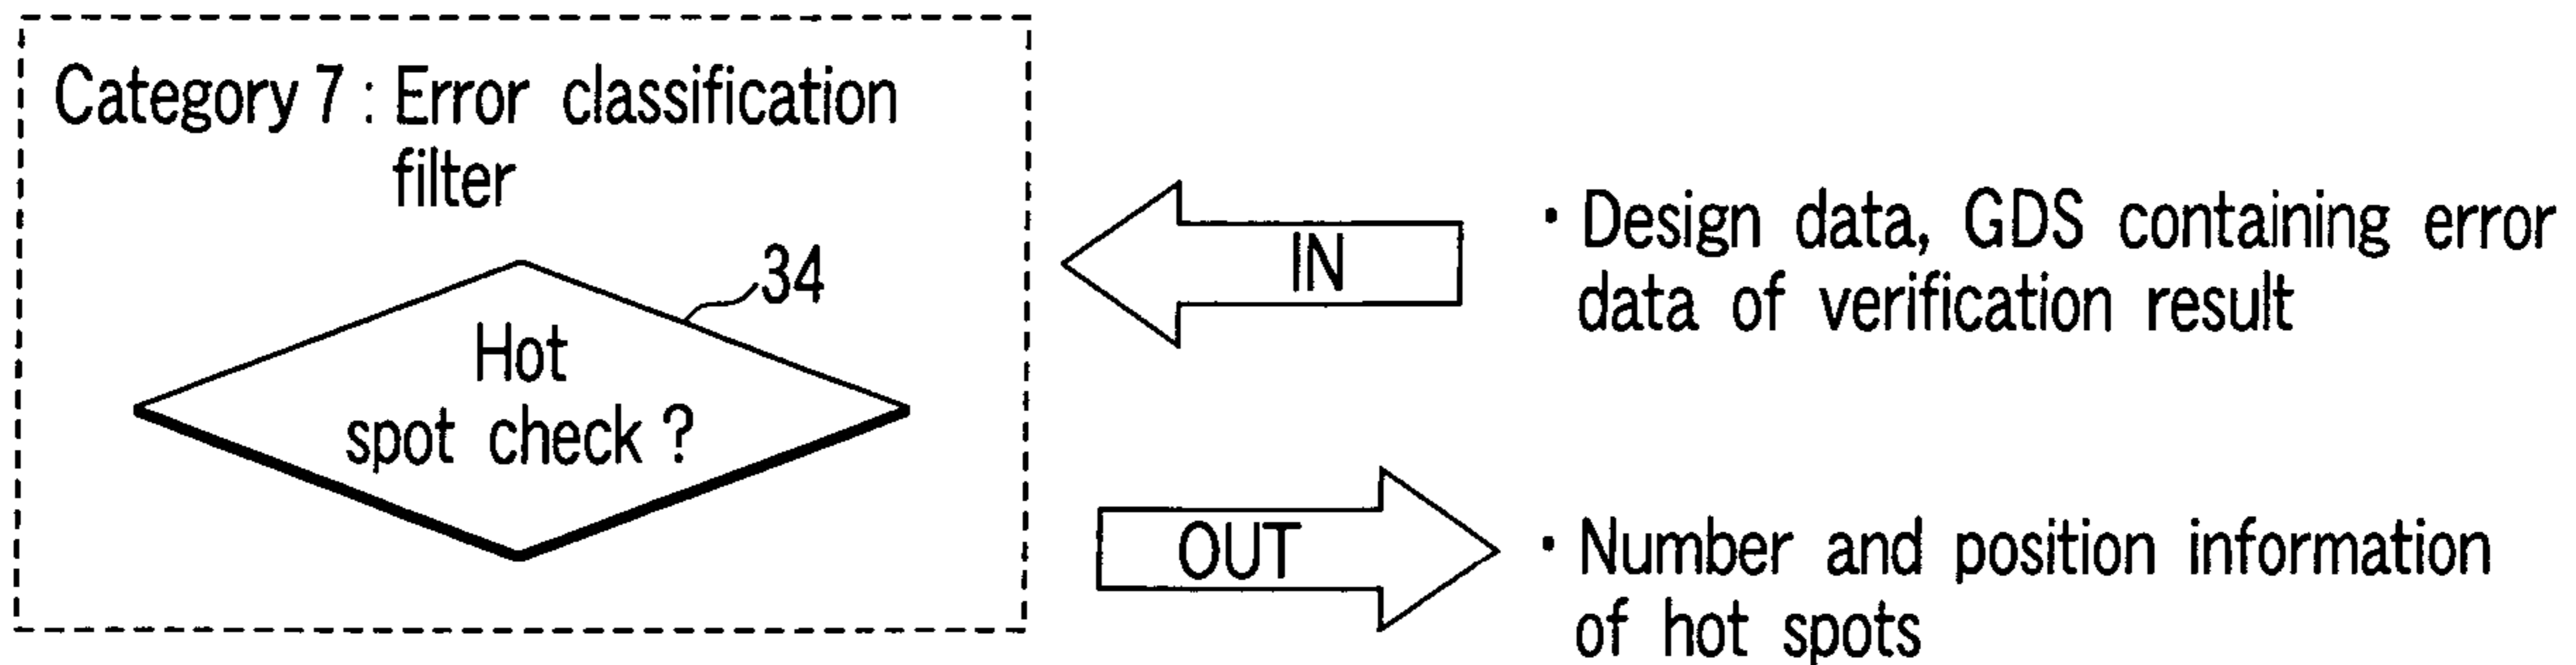 Category 7 : Error classification
filter
34
Hot
spot check ?
IN
・Design data, GDS containing error
data of verification result
OUT
・Number and position information
of hot spots